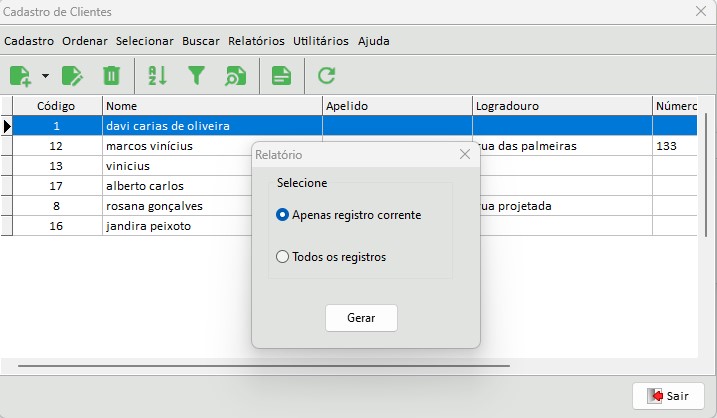 Cadastro de Clientes
Cadastro Ordenar Selecionar Buscar Relatórios Utilitários Ajuda
Código Nome Apelido Logradouro Número
1 davi carias de oliveira
12 marcos vinícius rua das palmeiras 133
13 vinicius
17 alberto carlos
8 rosana gonçalves rua projetada
16 jandira peixoto
Relatório
Selecione
Apenas registro corrente
Todos os registros
Gerar
Sair